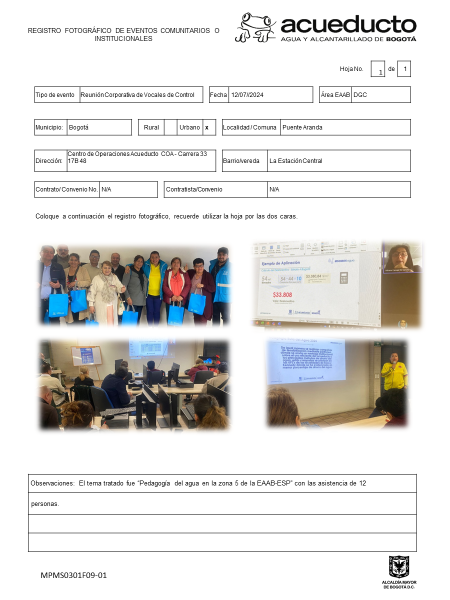 REGISTRO FOTOGRÁFICO DE EVENTOS COMUNITARIOS O
INSTITUCIONALES
acueducto
AGUA Y ALCANTARILLADO DE BOGOTÁ
Hoja No. 1 de 1
Tipo de evento Reunión Corporativa de Vocales de Control Fecha 12/07//2024 Área EAAB DGC
Municipio: Bogotá Rural Urbano x Localidad / Comuna Puente Aranda
Dirección: Centro de Operaciones Acueducto COA - Carrera 33
17B 48 Barrio/vereda La Estación Central
Contrato/ Convenio No. N/A Contratista/Convenio N/A
Coloque a continuación el registro fotográfico, recuerde utilizar la hoja por las dos caras.
Ejemplo de Aplicación
$33.808
Observaciones: El tema tratado fue "Pedagogía del agua en la zona 5 de la EAAB-ESP" con las asistencia de 12
personas.
MPMS0301F09-01
ALCALDÍA MAYOR
DE BOGOTÁ D.C.